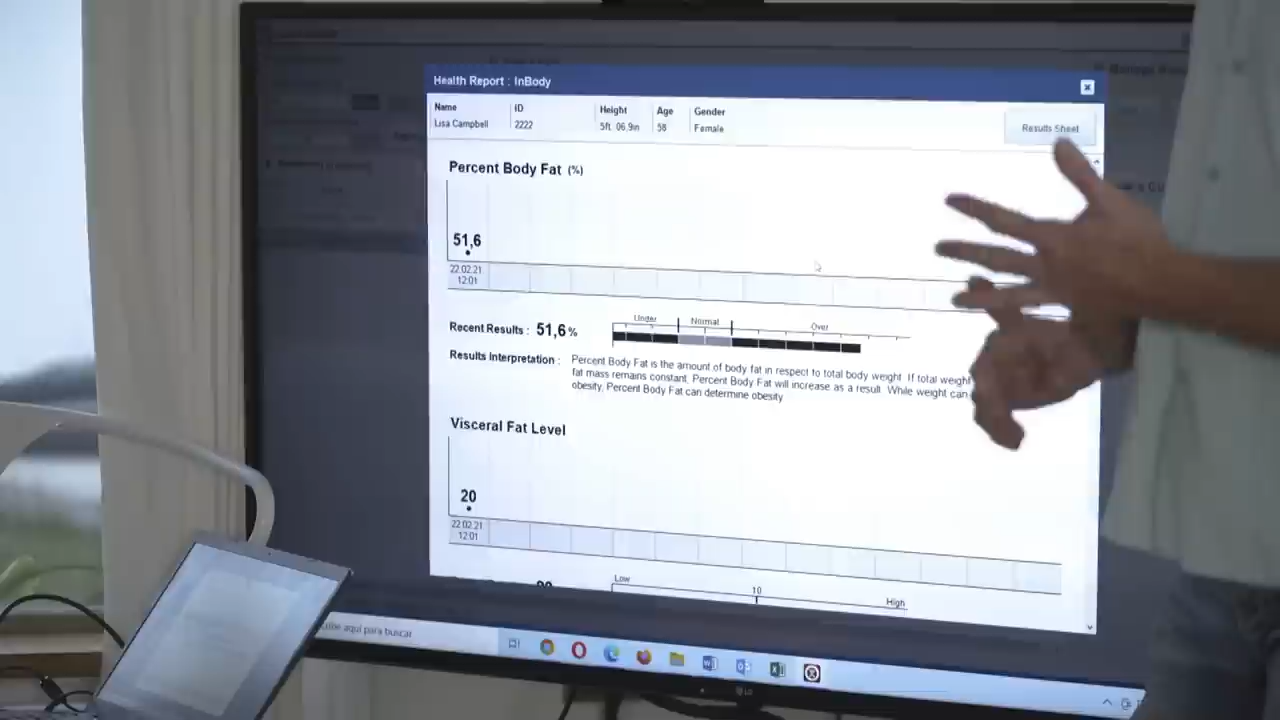 Health Report : InBody
Name ID Height Age Gender
Lisa Campbell 2222 5ft. 06.9in 58 Female
Results Sheet
Percent Body Fat (%)
51,6
22.02.21
12:01
Under Normal Over
Recent Results : 51,6 %
Results Interpretation : Percent Body Fat is the amount of body fat in respect to total body weight. If total weight
fat mass remains constant, Percent Body Fat will increase as a result. While weight can
obesity, Percent Body Fat can determine obesity
Visceral Fat Level
20
22.02.21
12:01
Low 10 High
aquí para buscar
LG